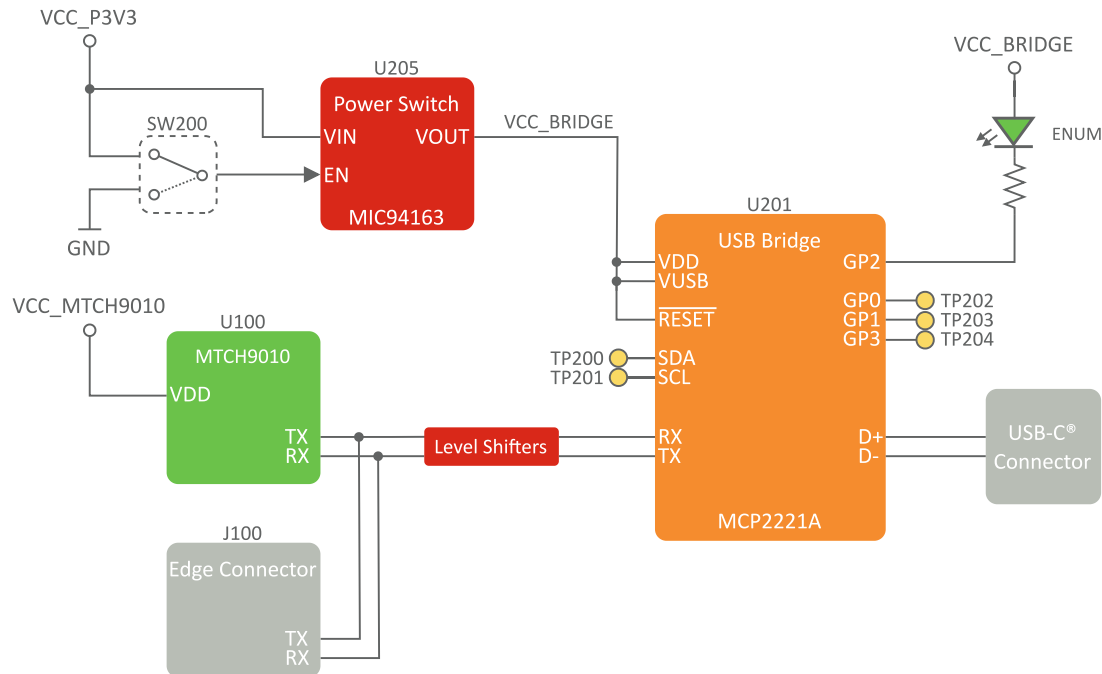 VCC_P3V3
U205
Power Switch
VIN
VOUT
EN
MIC94163
SW200
GND
VCC_BRIDGE
VCC_BRIDGE
ENUM
U201
USB Bridge
VDD
VUSB
RESET
SDA
SCL
RX
TX
GP2
GP0
GP1
GP3
D+
D-
MCP2221A
TP202
TP203
TP204
TP200
TP201
VCC_MTCH9010
U100
MTCH9010
VDD
TX
RX
Level Shifters
USB-C®
Connector
J100
Edge Connector
TX
RX